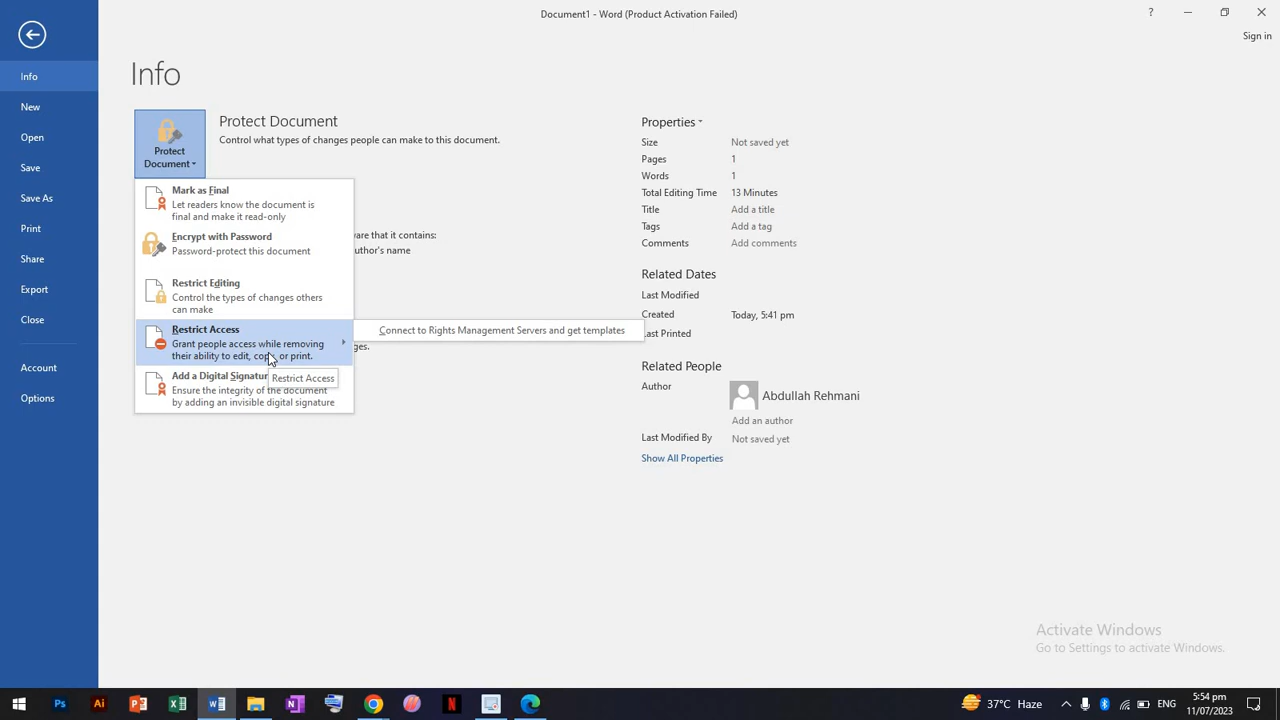 Document1 - Word (Product Activation Failed)
?
Sign in
Info
New
Open
Save
Save As
Print
Share
Export
Close
Account
Options
Info
Protect
Document
Protect Document
Control what types of changes people can make to this document.
Mark as Final
Let readers know the document is
final and make it read-only
Encrypt with Password
Password-protect this document
Restrict Editing
Control the types of changes others
can make
Restrict Access
Grant people access while removing
their ability to edit, copy, or print.
Add a Digital Signatur
Ensure the integrity of the document
by adding an invisible digital signature
Restrict Access
Connect to Rights Management Servers and get templates
ware that it contains:
uthor's name
ges.
Properties
Size Not saved yet
Pages 1
Words 1
Total Editing Time 13 Minutes
Title Add a title
Tags Add a tag
Comments Add comments
Related Dates
Last Modified
Created Today, 5:41 pm
Last Printed
Related People
Author Abdullah Rehmani
Add an author
Last Modified By Not saved yet
Show All Properties
Activate Windows
Go to Settings to activate Windows.
Ps Ai P X W N N
37°C Haze
ENG
5:54 pm
11/07/2023